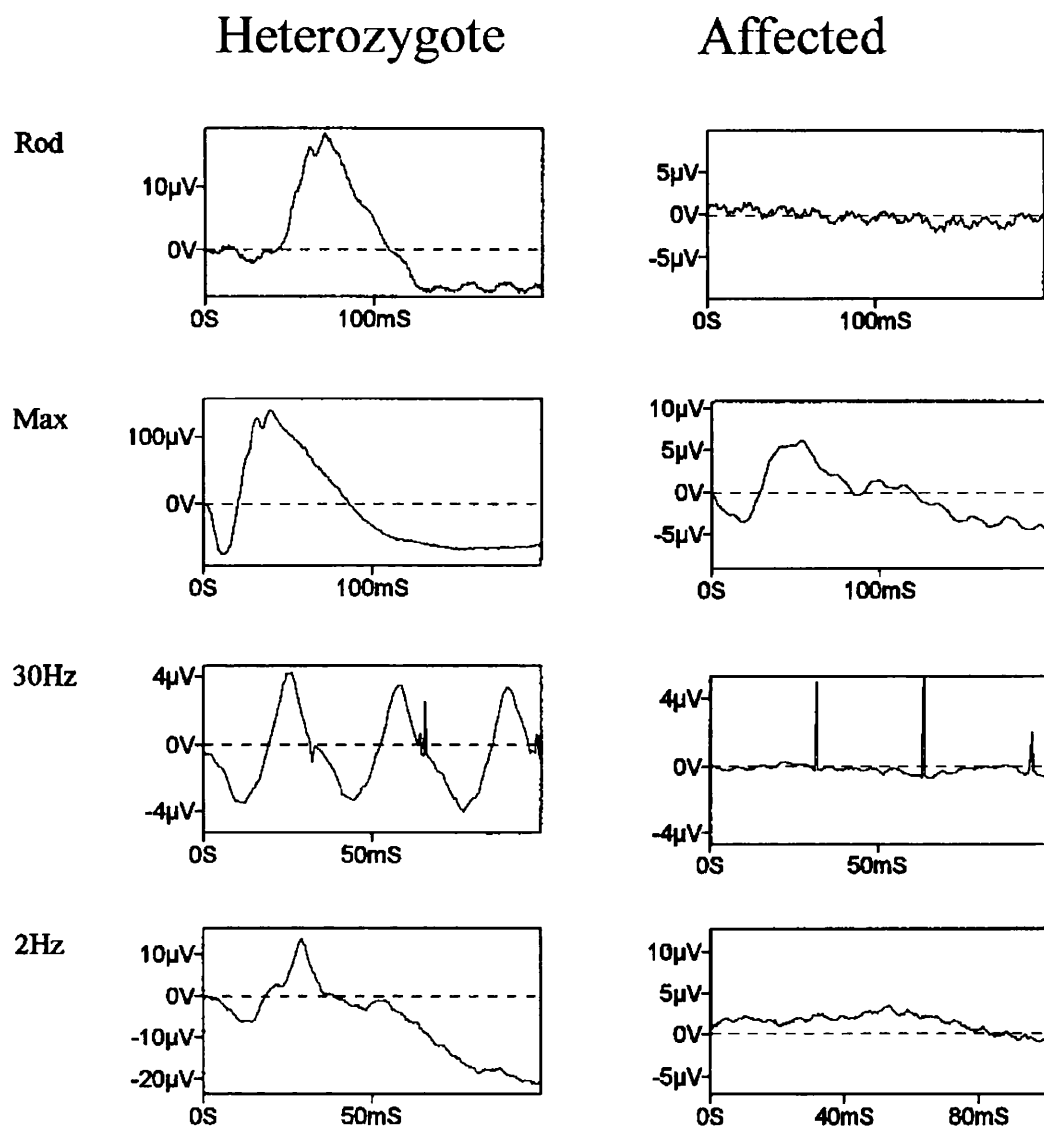 Heterozygote Affected
Rod
10µV
0V
0S 100mS
5µV
0V
-5µV
0S 100mS
Max
100µV
0V
0S 100mS
10µV
5µV
0V
-5µV
0S 100mS
30Hz
4µV
0V
-4µV
0S 50mS
4µV
0V
-4µV
0S 50mS
2Hz
10µV
0V
-10µV
-20µV
0S 50mS
10µV
5µV
0V
-5µV
0S 40mS 80mS